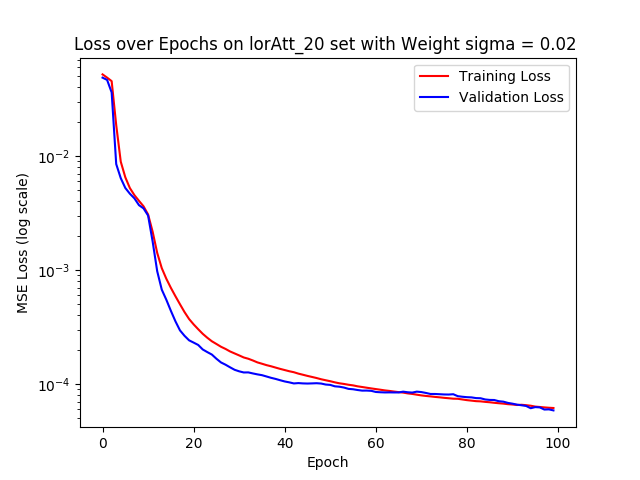 Loss over Epochs on lorAtt_20 set with Weight sigma = 0.02
Training Loss
Validation Loss
MSE Loss (log scale)
10⁻²
10⁻³
10⁻⁴
0 20 40 60 80 100
Epoch